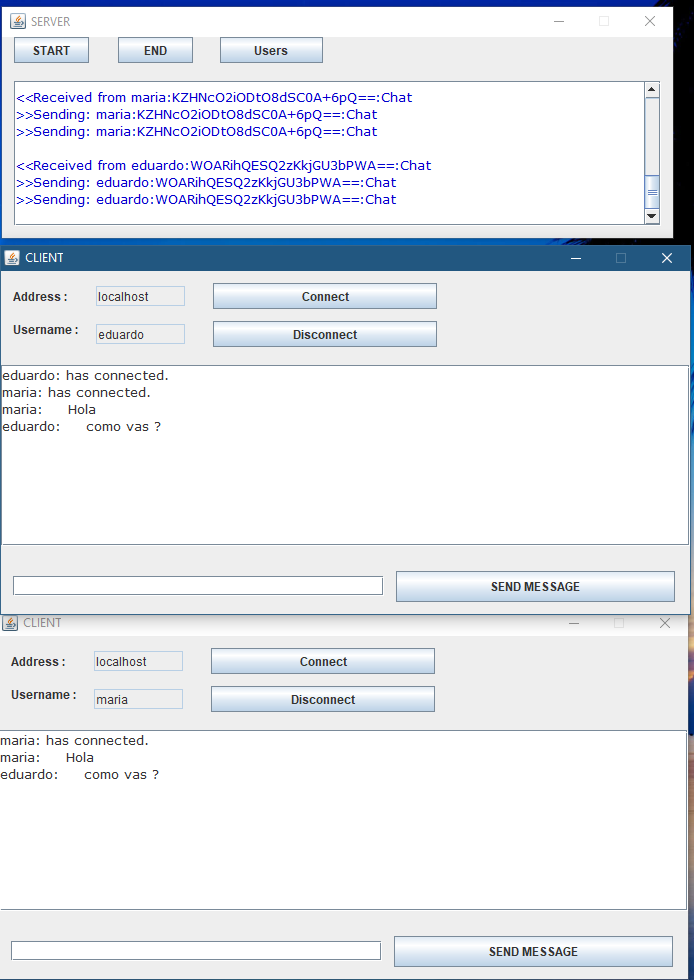 SERVER
START END Users
<<Received from maria:KZHNcO2iODtO8dSC0A+6pQ==:Chat
>>Sending: maria:KZHNcO2iODtO8dSC0A+6pQ==:Chat
>>Sending: maria:KZHNcO2iODtO8dSC0A+6pQ==:Chat
<<Received from eduardo:WOARihQESQ2zKkjGU3bPWA==:Chat
>>Sending: eduardo:WOARihQESQ2zKkjGU3bPWA==:Chat
>>Sending: eduardo:WOARihQESQ2zKkjGU3bPWA==:Chat
CLIENT
Address : localhost Connect
Username : eduardo Disconnect
eduardo: has connected.
maria: has connected.
maria: Hola
eduardo: como vas ?
SEND MESSAGE
CLIENT
Address : localhost Connect
Username : maria Disconnect
maria: has connected.
maria: Hola
eduardo: como vas ?
SEND MESSAGE